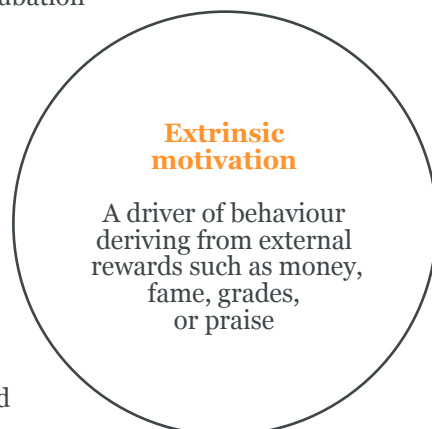 Extrinsic
motivation
A driver of behaviour
deriving from external
rewards such as money,
fame, grades,
or praise